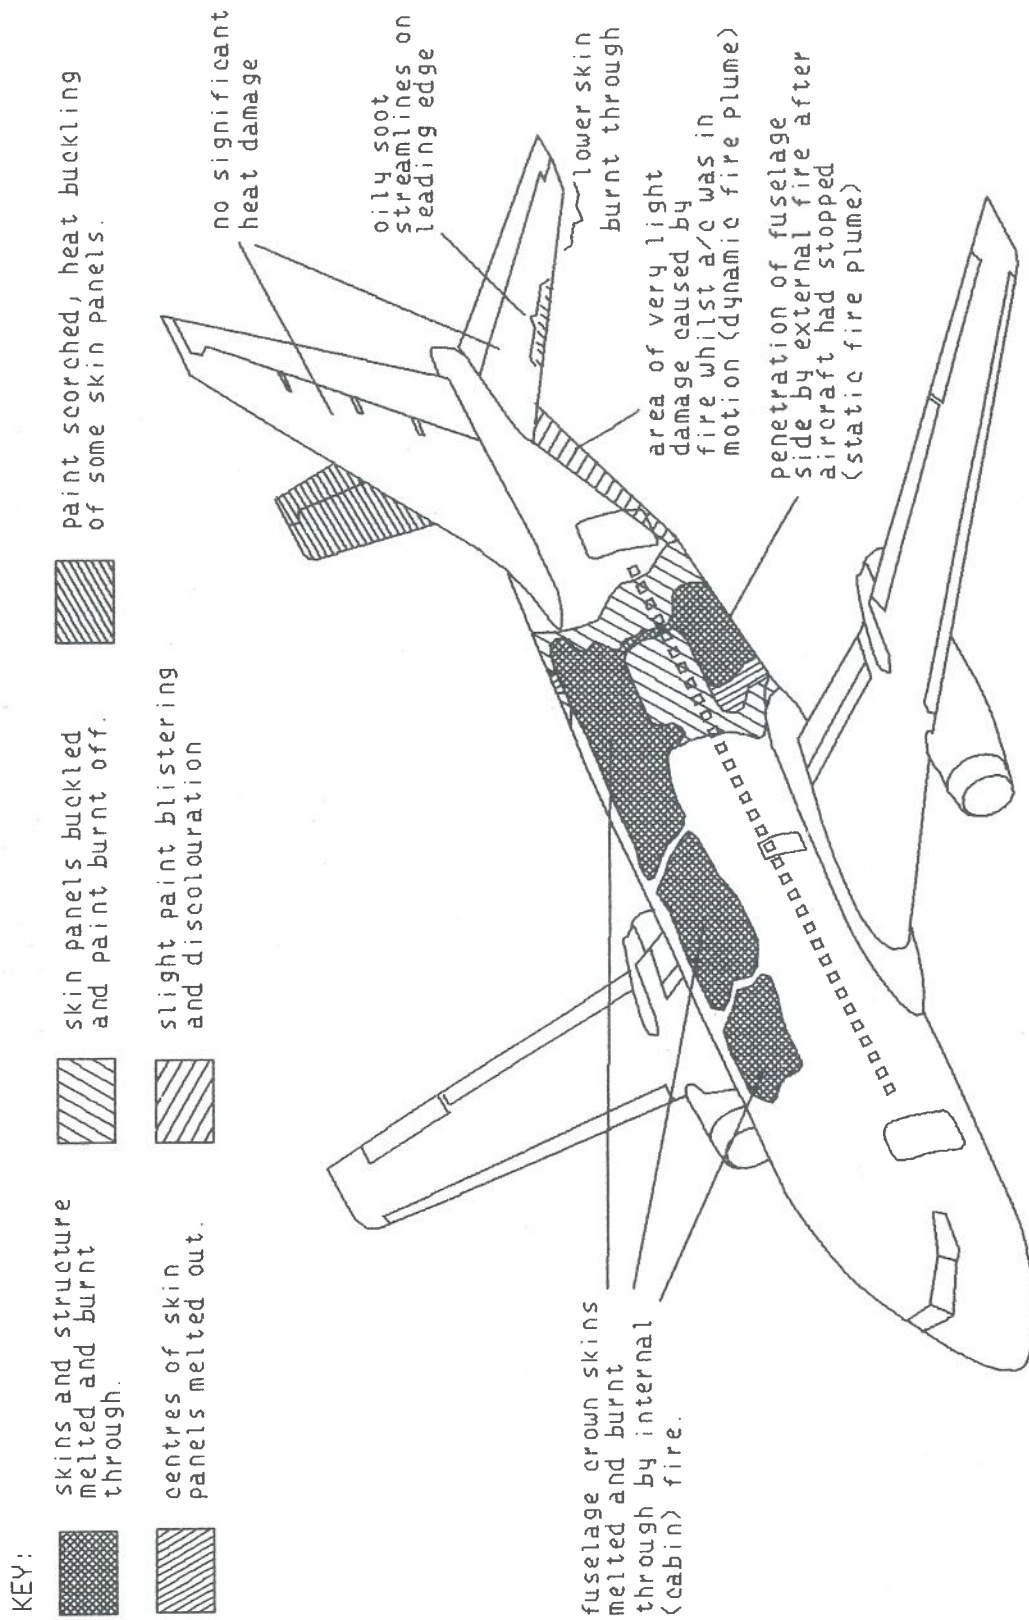 KEY:
skins and structure
melted and burnt
through.
skin panels buckled
and paint burnt off.
paint scorched, heat buckling
of some skin panels.
centres of skin
panels melted out.
slight paint blistering
and discolouration
no significant
heat damage
oily soot
streamlines on
leading edge
lower skin
burnt through
area of very light
damage caused by
fire whilst a/c was in
motion (dynamic fire plume)
penetration of fuselage
side by external fire after
aircraft had stopped
(static fire plume)
fuselage crown skins
melted and burnt
through by internal
(cabin) fire.